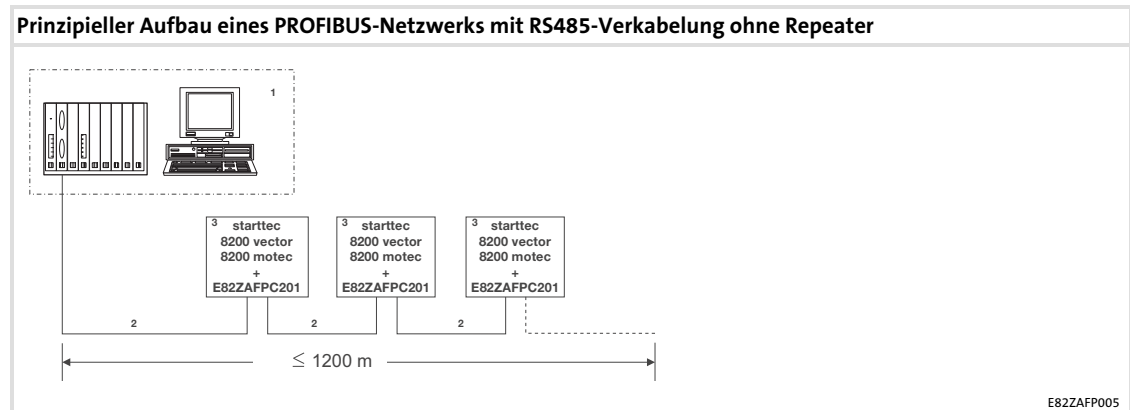 Prinzipieller Aufbau eines PROFIBUS-Netzwerks mit RS485-Verkabelung ohne Repeater
1
3 starttec
8200 vector
8200 motec
+
E82ZAFPC201
3 starttec
8200 vector
8200 motec
+
E82ZAFPC201
3 starttec
8200 vector
8200 motec
+
E82ZAFPC201
2
2
2
≤ 1200 m
E82ZAFP005